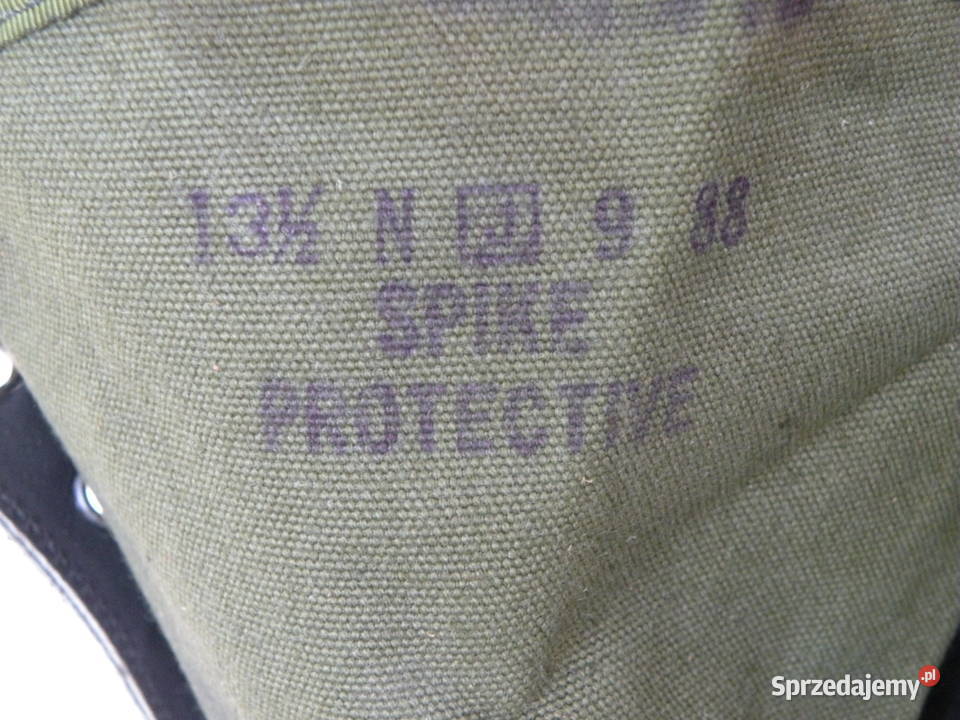 13½ N J 9 88
SPIKE
PROTECTIVE
Sprzedajemy.pl